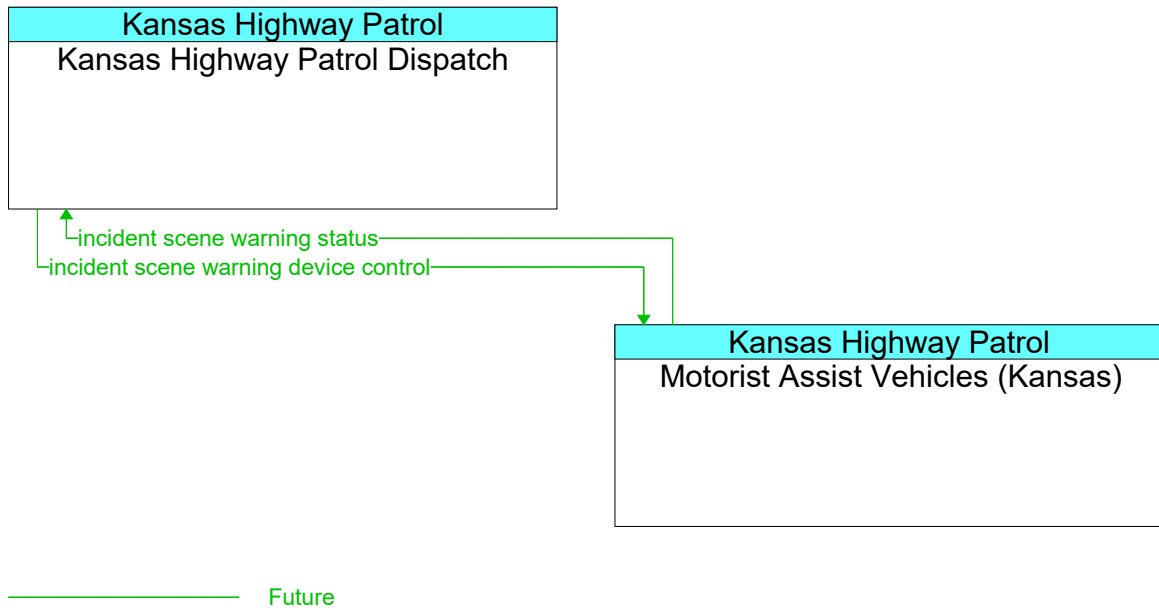 Kansas Highway Patrol
Kansas Highway Patrol Dispatch
incident scene warning status
incident scene warning device control
Kansas Highway Patrol
Motorist Assist Vehicles (Kansas)
Future